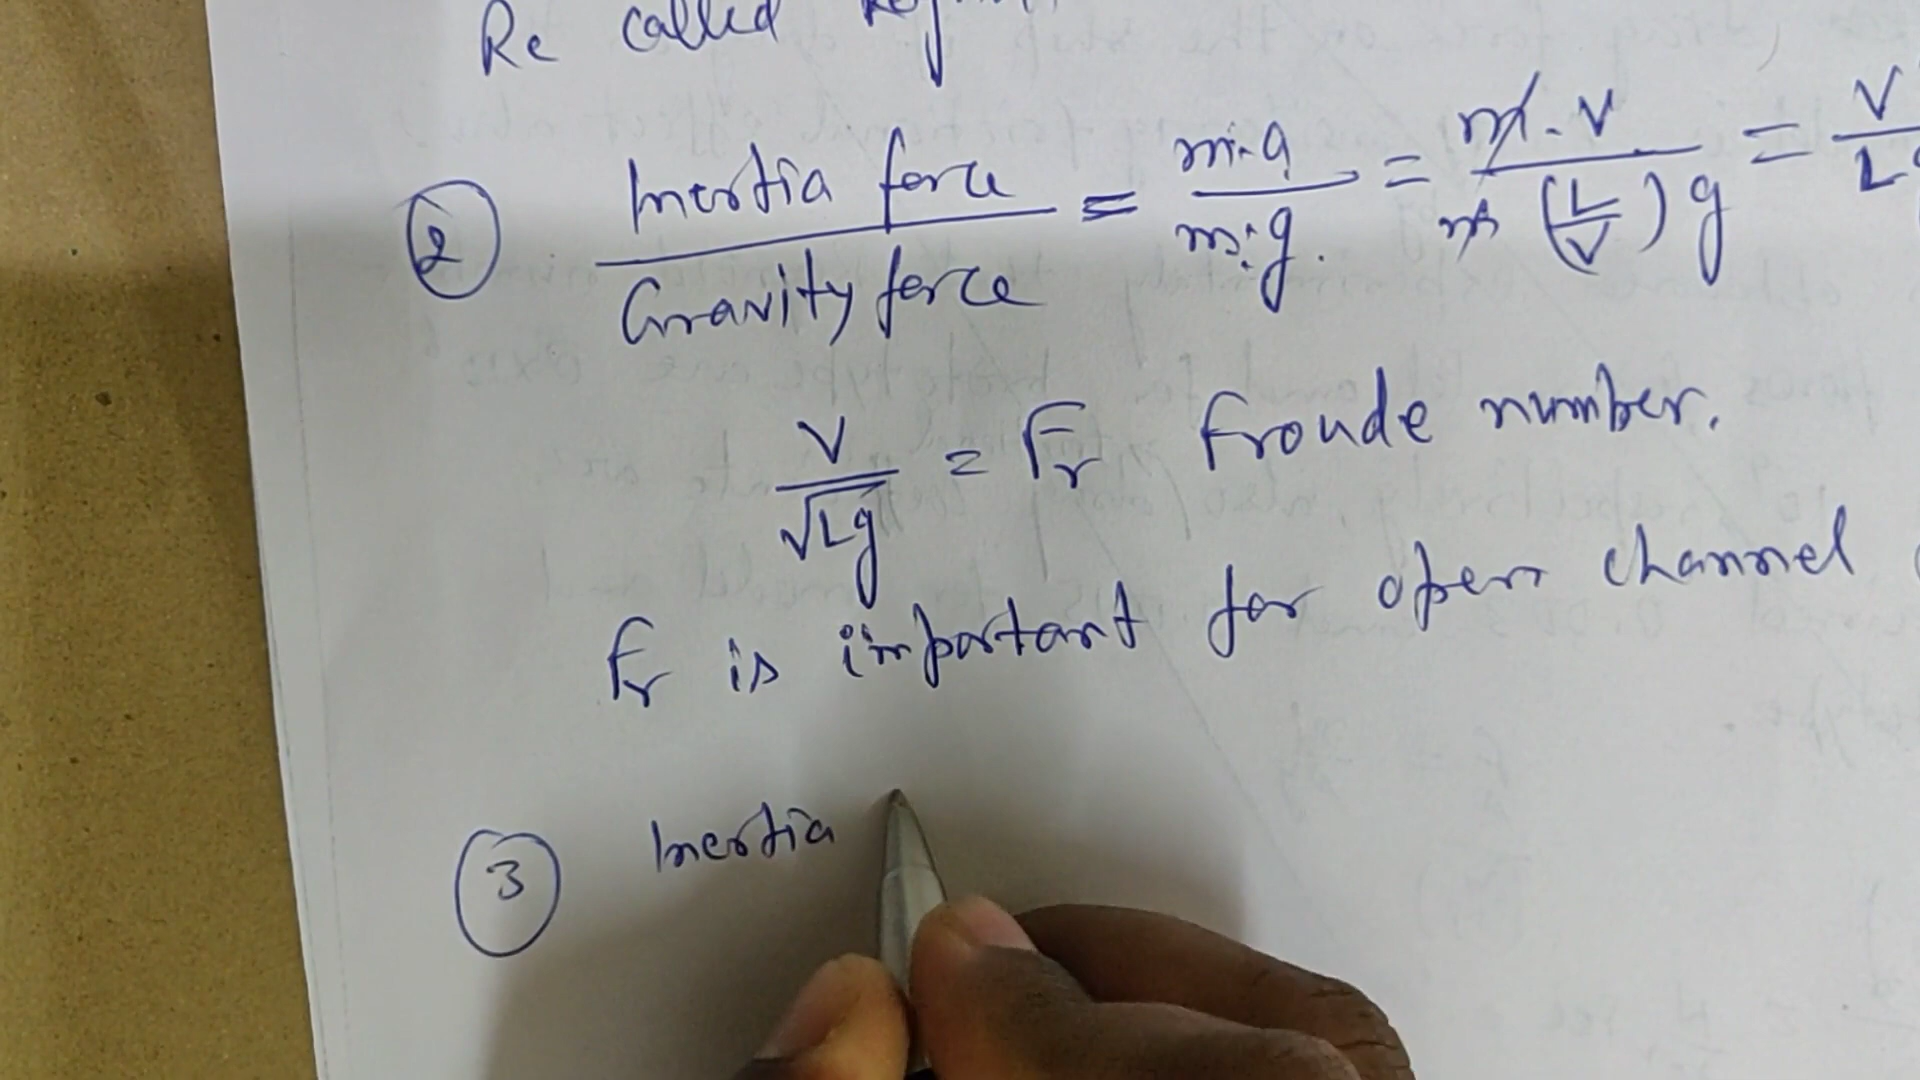 Re called
② Inertia force / Gravity force = m·a / m·g. = m·V / m (L/V) g = V
V / √Lg = Fr Froude number.
Fr is important for open channel
③ Inertia